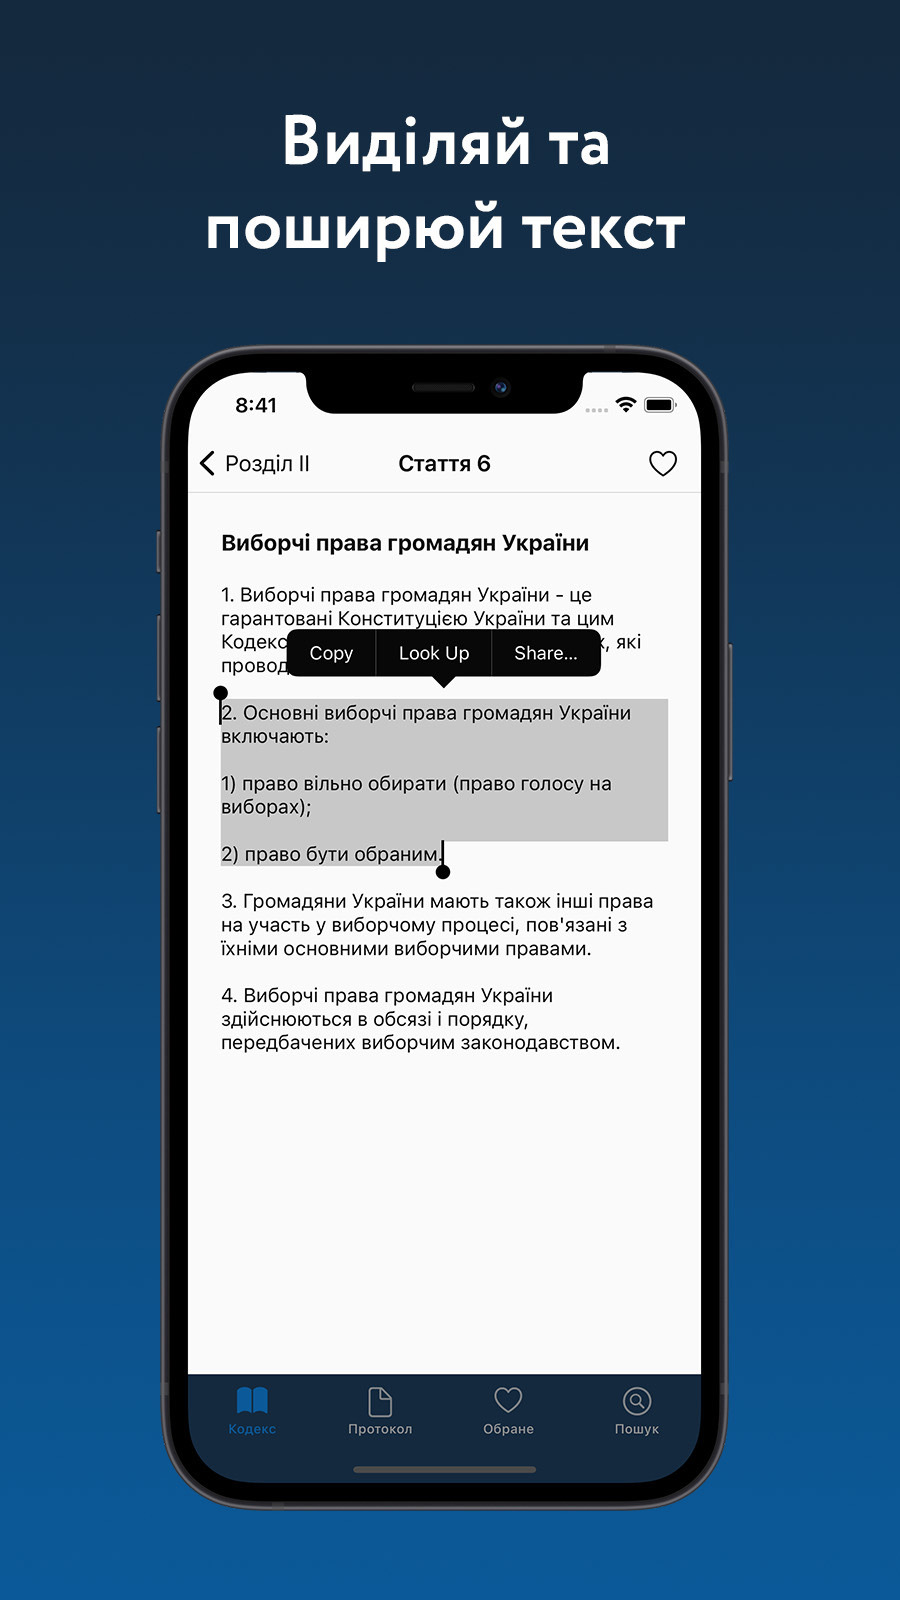 Виділяй та
поширюй текст
8:41
Розділ II
Стаття 6
Виборчі права громадян України
1. Виборчі права громадян України - це
гарантовані Конституцією України та цим
Кодекс
, які
провод
Copy
Look Up
Share...
2. Основні виборчі права громадян України
включають:
1) право вільно обирати (право голосу на
виборах);
2) право бути обраним.
3. Громадяни України мають також інші права
на участь у виборчому процесі, пов'язані з
їхніми основними виборчими правами.
4. Виборчі права громадян України
здійснюються в обсязі і порядку,
передбачених виборчим законодавством.
Кодекс
Протокол
Обране
Пошук